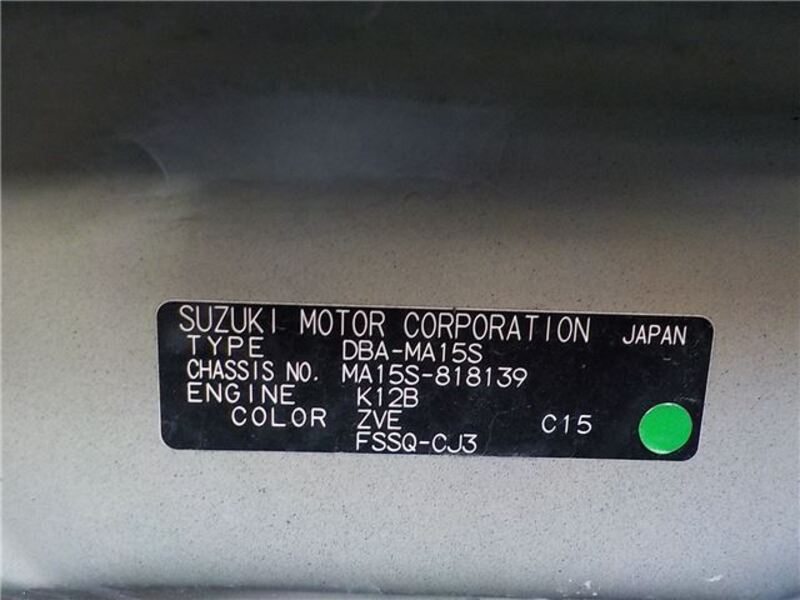 SUZUKI MOTOR CORPORATION JAPAN
TYPE DBA-MA15S
CHASSIS NO. MA15S-818139
ENGINE K12B
COLOR ZVE C15
FSSQ-CJ3